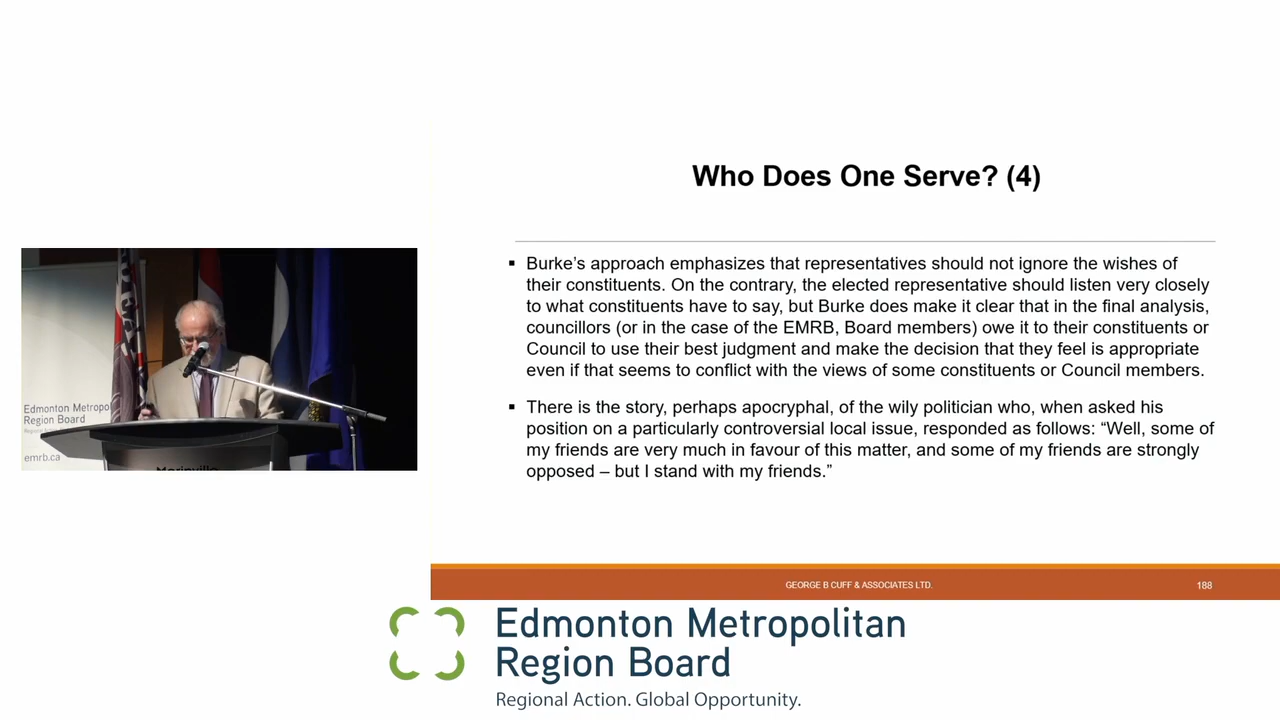 Who Does One Serve? (4)
▪ Burke’s approach emphasizes that representatives should not ignore the wishes of
their constituents. On the contrary, the elected representative should listen very closely
to what constituents have to say, but Burke does make it clear that in the final analysis,
councillors (or in the case of the EMRB, Board members) owe it to their constituents or
Council to use their best judgment and make the decision that they feel is appropriate
even if that seems to conflict with the views of some constituents or Council members.
▪ There is the story, perhaps apocryphal, of the wily politician who, when asked his
position on a particularly controversial local issue, responded as follows: “Well, some of
my friends are very much in favour of this matter, and some of my friends are strongly
opposed – but I stand with my friends.”
Edmonton Metropol
Region Board
emrb.ca
Morinville
GEORGE B CUFF & ASSOCIATES LTD.
188
Edmonton Metropolitan
Region Board
Regional Action. Global Opportunity.